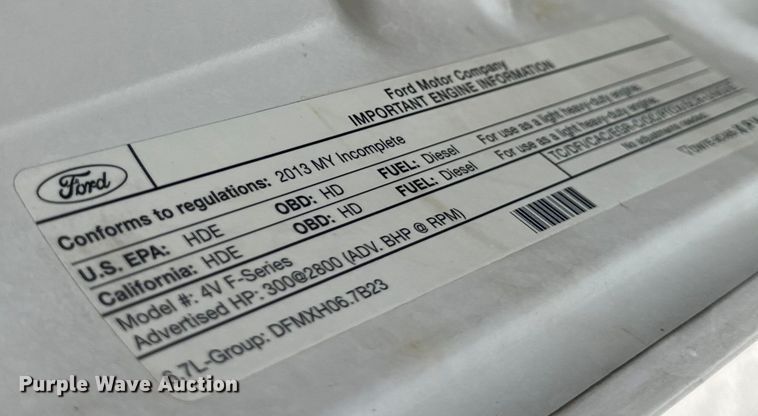 Ford Motor Company
IMPORTANT ENGINE INFORMATION
Ford
Conforms to regulations: 2013 MY Incomplete
U.S. EPA: HDE OBD: HD FUEL: Diesel For use as a light heavy-duty engine.
California: HDE OBD: HD FUEL: Diesel For use as a light heavy-duty engine.
Model #: 4V F-Series
Advertised HP: 300@2800 (ADV. BHP @ RPM)
No adjustments needed.
6.7L-Group: DFMXH06.7B23
Purple Wave Auction